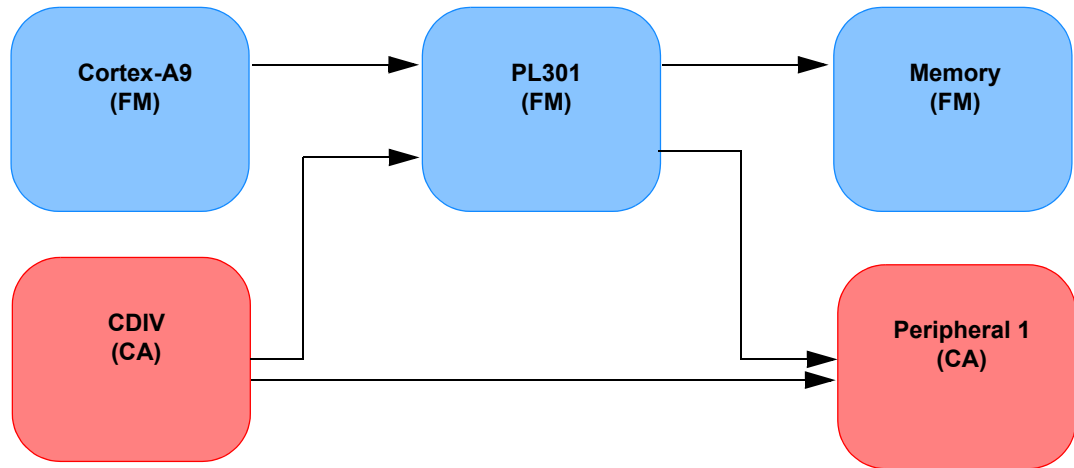 Cortex-A9
(FM)
PL301
(FM)
Memory
(FM)
CDIV
(CA)
Peripheral 1
(CA)